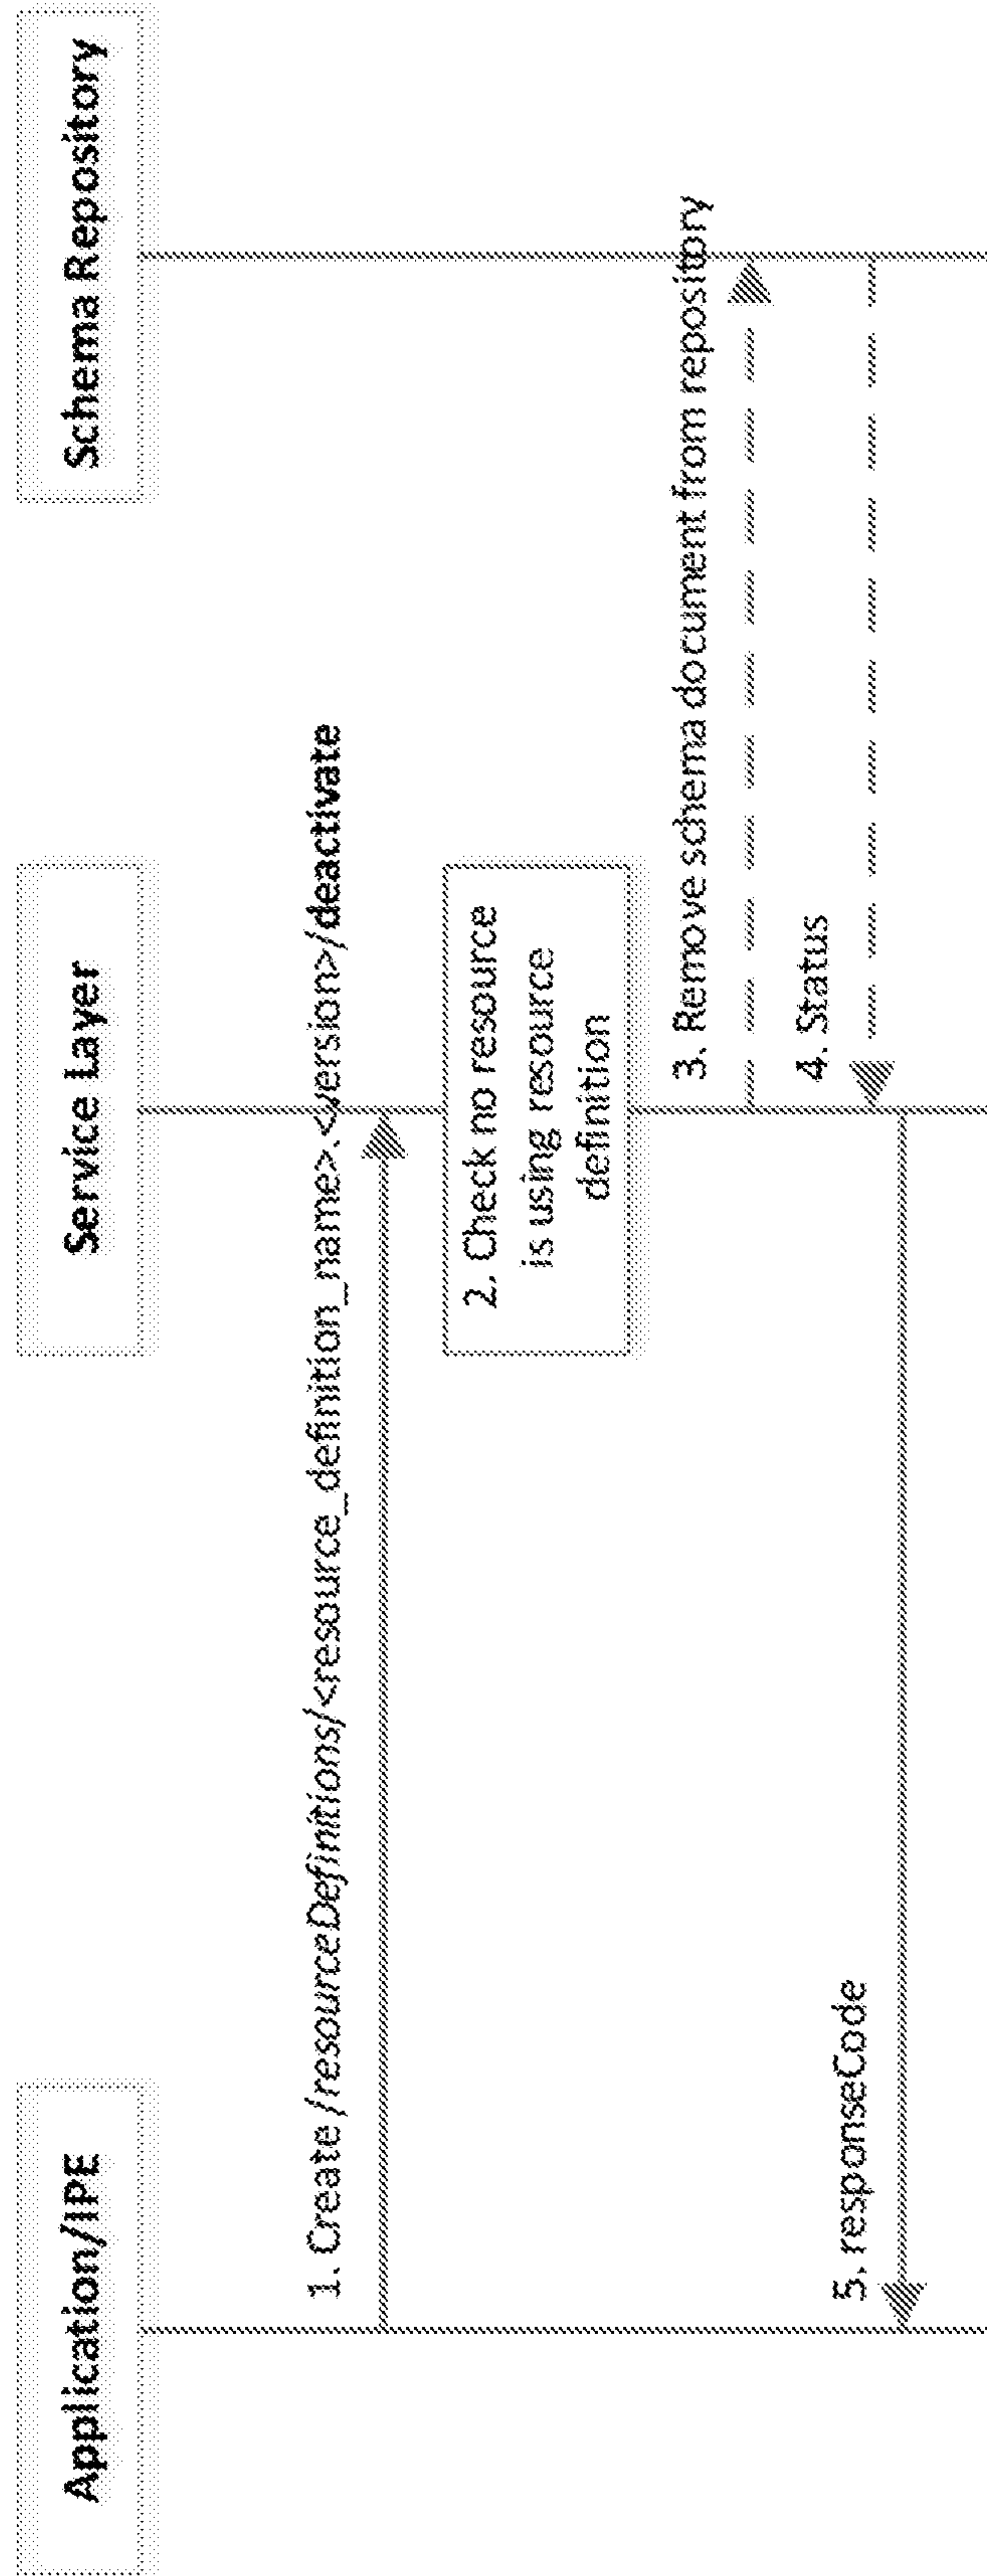 Application/IPE
Service Layer
Schema Repository
1. Create /resourceDefinitions/<resource_definition_name>.<version>/deactivate
2. Check no resource
is using resource
definition
3. Remove schema document from repository
4. Status
5. responseCode